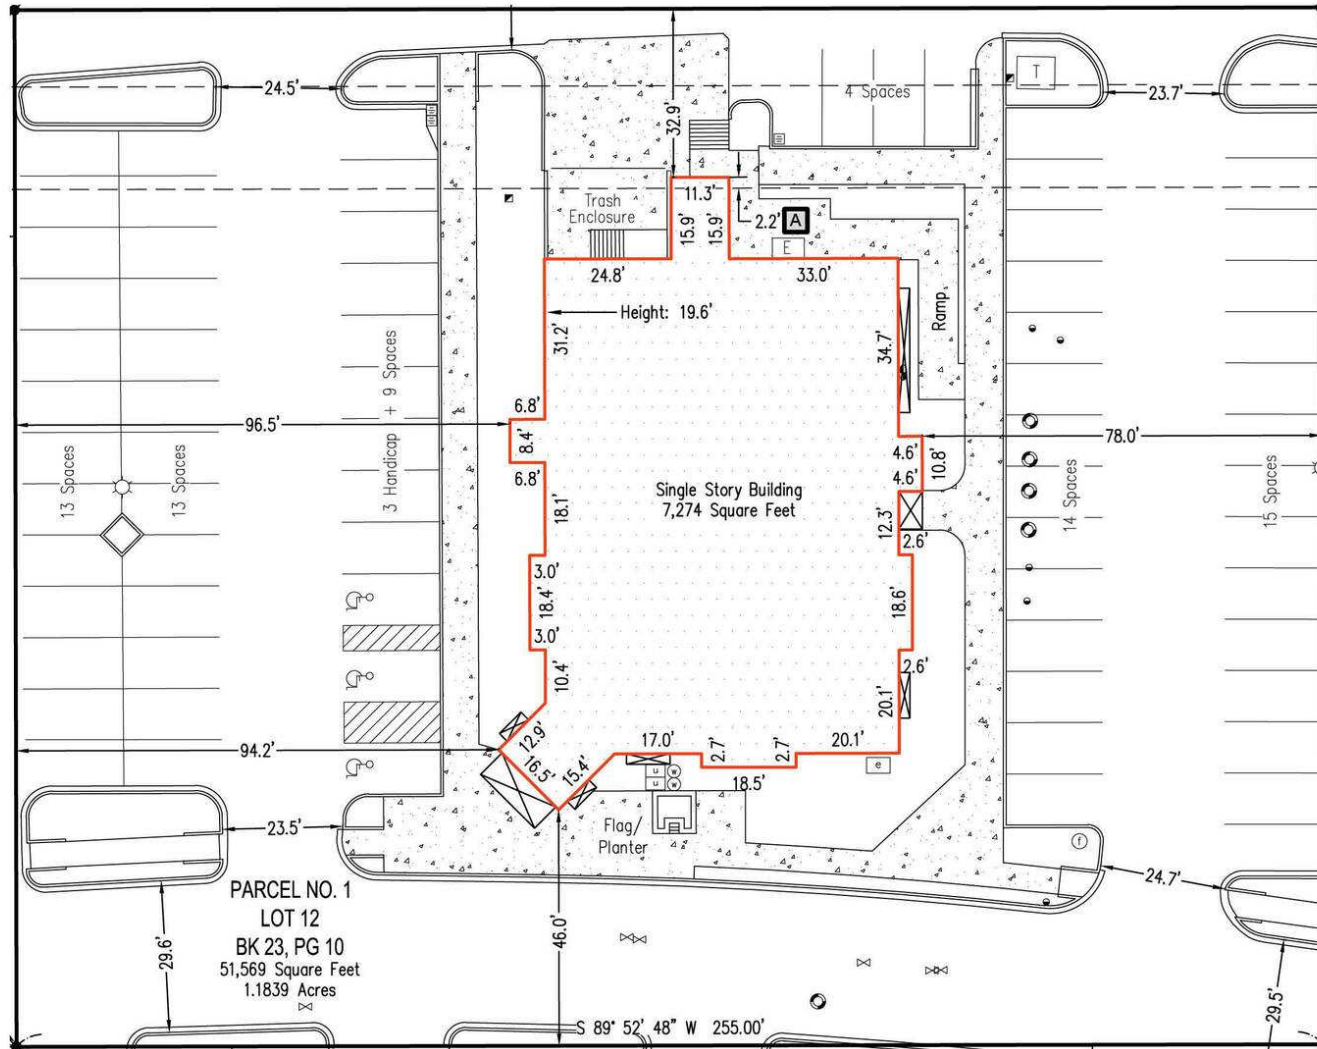 T
4 Spaces
24.5'
23.7'
32.9'
11.3'
Trash
Enclosure
15.9'
15.9'
2.2'
A
E
24.8'
33.0'
Height: 19.6'
Ramp
31.2'
34.7'
3 Handicap + 9 Spaces
6.8'
96.5'
8.4'
78.0'
4.6'
10.8'
6.8'
4.6'
13 Spaces
13 Spaces
Single Story Building
7,274 Square Feet
14 Spaces
15 Spaces
18.1'
12.3'
2.6'
3.0'
18.4'
18.6'
3.0'
10.4'
2.6'
20.1'
12.9'
94.2'
17.0'
2.7'
2.7'
20.1'
16.5'
15.4'
u
w
u
w
18.5'
e
23.5'
Flag/
Planter
f
24.7'
PARCEL NO. 1
LOT 12
BK 23, PG 10
51,569 Square Feet
1.1839 Acres
29.6'
46.0'
29.5'
S 89° 52' 48" W 255.00'